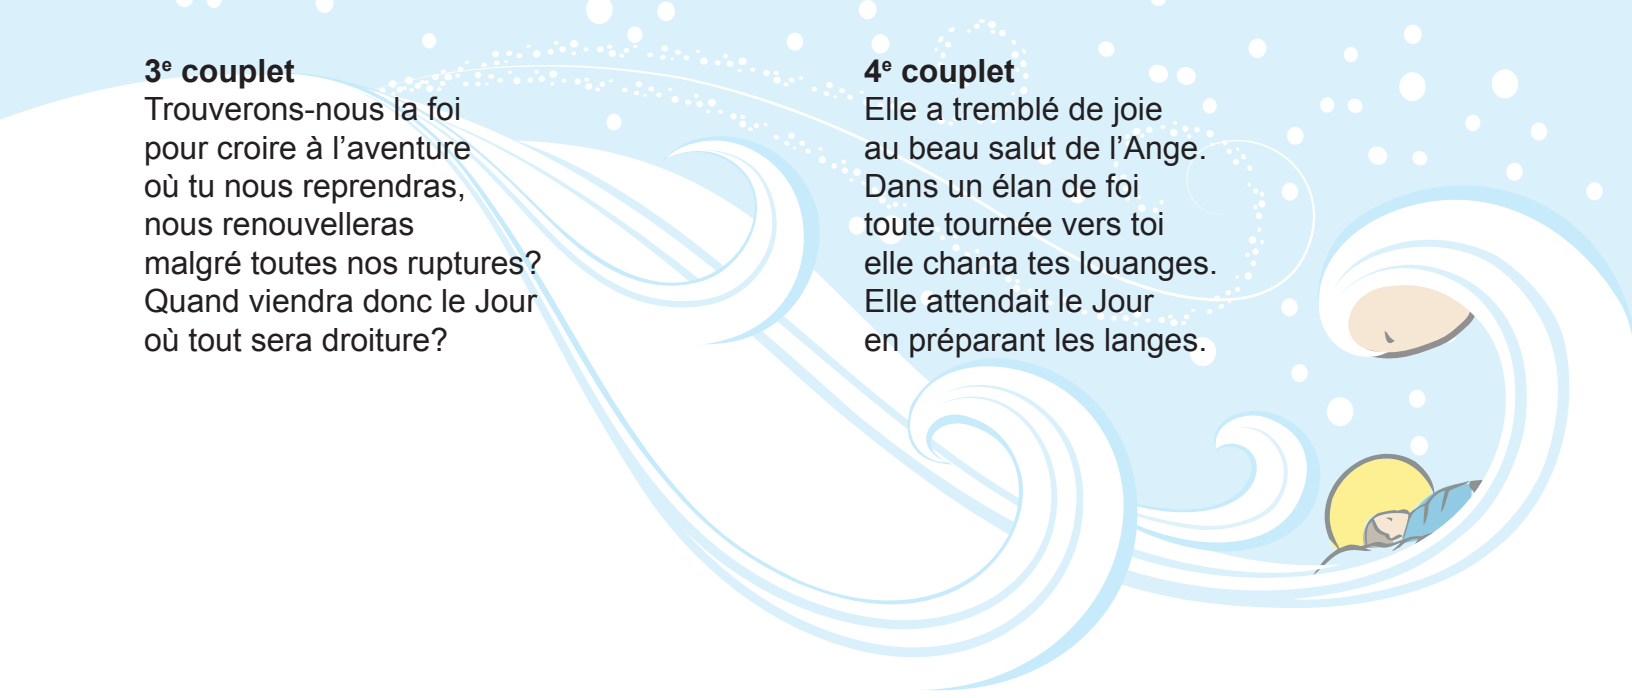 3e couplet
Trouverons-nous la foi
pour croire à l’aventure
où tu nous reprendras,
nous renouvelleras
malgré toutes nos ruptures?
Quand viendra donc le Jour
où tout sera droiture?
4e couplet
Elle a tremblé de joie
au beau salut de l’Ange.
Dans un élan de foi
toute tournée vers toi
elle chanta tes louanges.
Elle attendait le Jour
en préparant les langes.